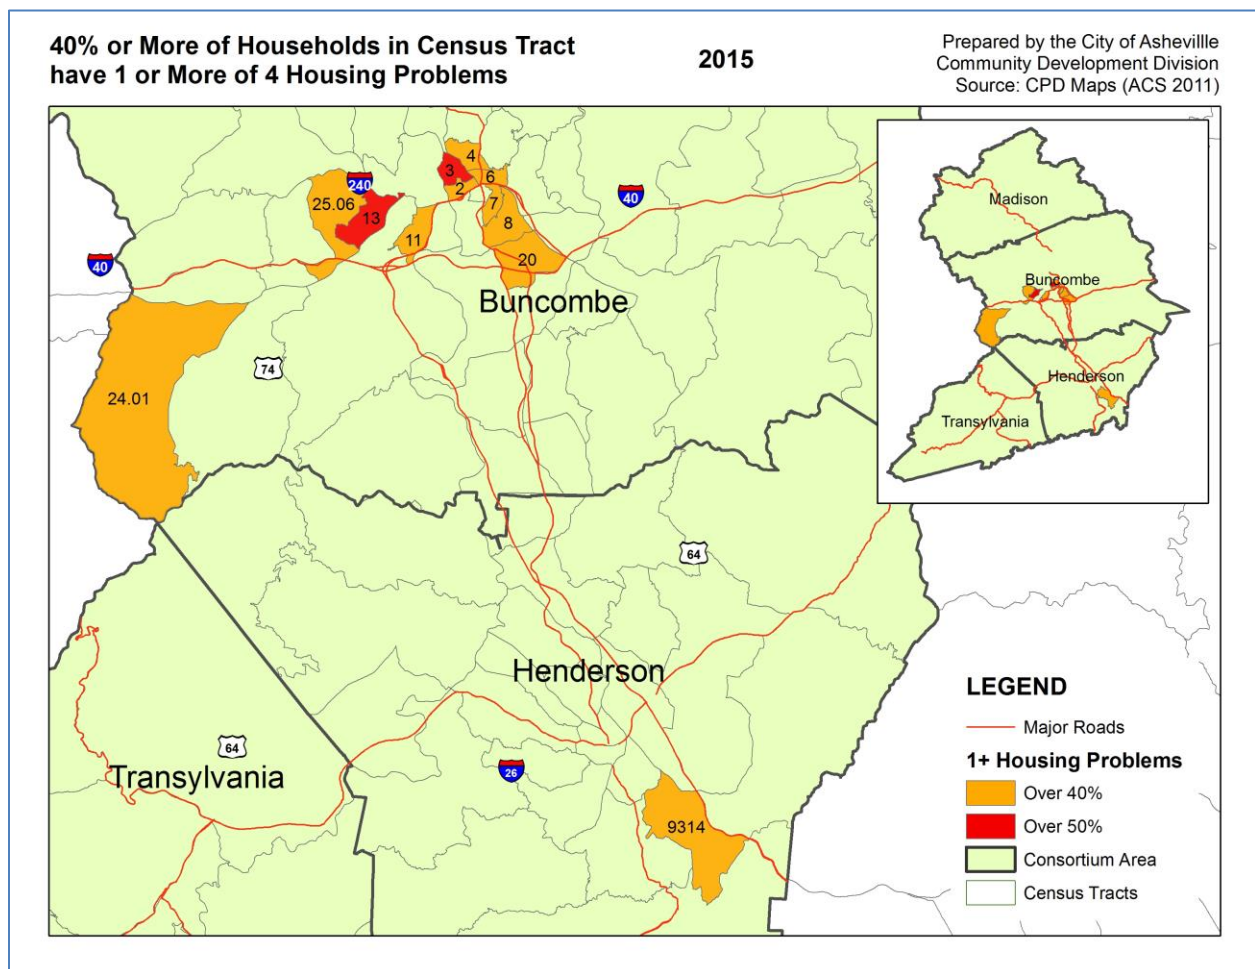 40% or More of Households in Census Tract
have 1 or More of 4 Housing Problems
2015
Prepared by the City of Ashevillle
Community Development Division
Source: CPD Maps (ACS 2011)
4
3
6
2
240
25.06
13
7
8
11
20
40
40
Buncombe
74
24.01
64
Henderson
64
Transylvania
26
9314
Madison
Buncombe
Henderson
Transylvania
LEGEND
Major Roads
1+ Housing Problems
Over 40%
Over 50%
Consortium Area
Census Tracts